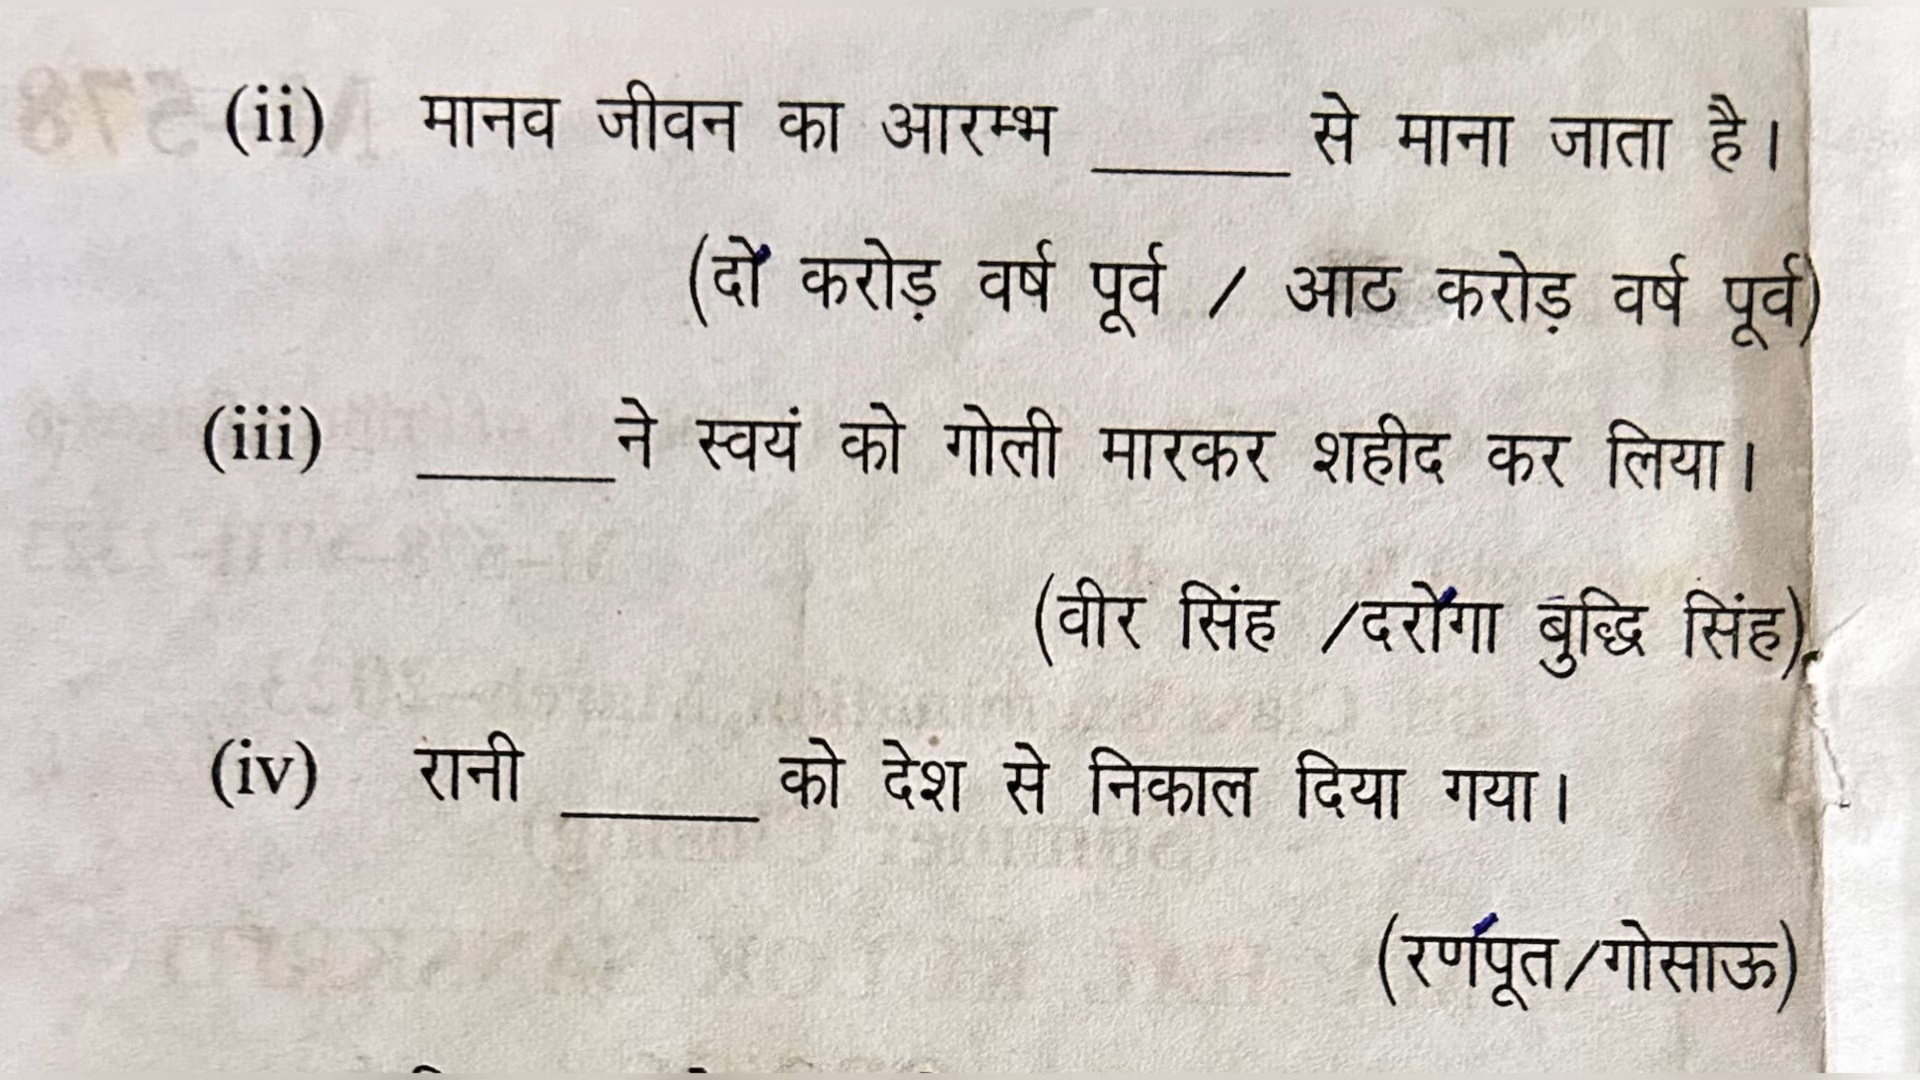 (ii) मानव जीवन का आरम्भ ______ से माना जाता है।
(दो करोड़ वर्ष पूर्व / आठ करोड़ वर्ष पूर्व)
(iii) ______ने स्वयं को गोली मारकर शहीद कर लिया।
(वीर सिंह /दरोगा बुद्धि सिंह)
(iv) रानी ______ को देश से निकाल दिया गया।
(रणपूत/गोसाऊ)